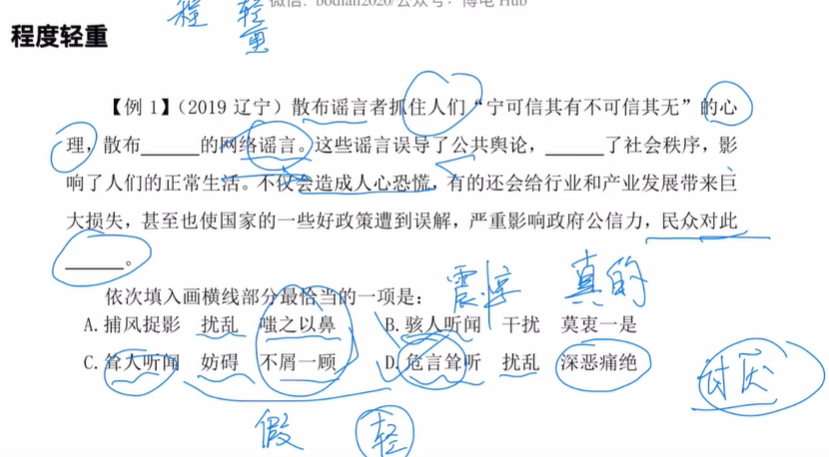 微信：bodian2020/公众号：博电 Hub
程 轻重
程度轻重
【例 1】（2019 辽宁）散布谣言者抓住人们“宁可信其有不可信其无”的心
理，散布______的网络谣言。这些谣言误导了公共舆论，______了社会秩序，影
响了人们的正常生活。不仅会造成人心恐慌，有的还会给行业和产业发展带来巨
大损失，甚至也使国家的一些好政策遭到误解，严重影响政府公信力，民众对此
______。
震惊 真的
依次填入画横线部分最恰当的一项是：
A. 捕风捉影 扰乱 嗤之以鼻 B. 骇人听闻 干扰 莫衷一是
C. 耸人听闻 妨碍 不屑一顾 D. 危言耸听 扰乱 深恶痛绝
讨厌
假 轻